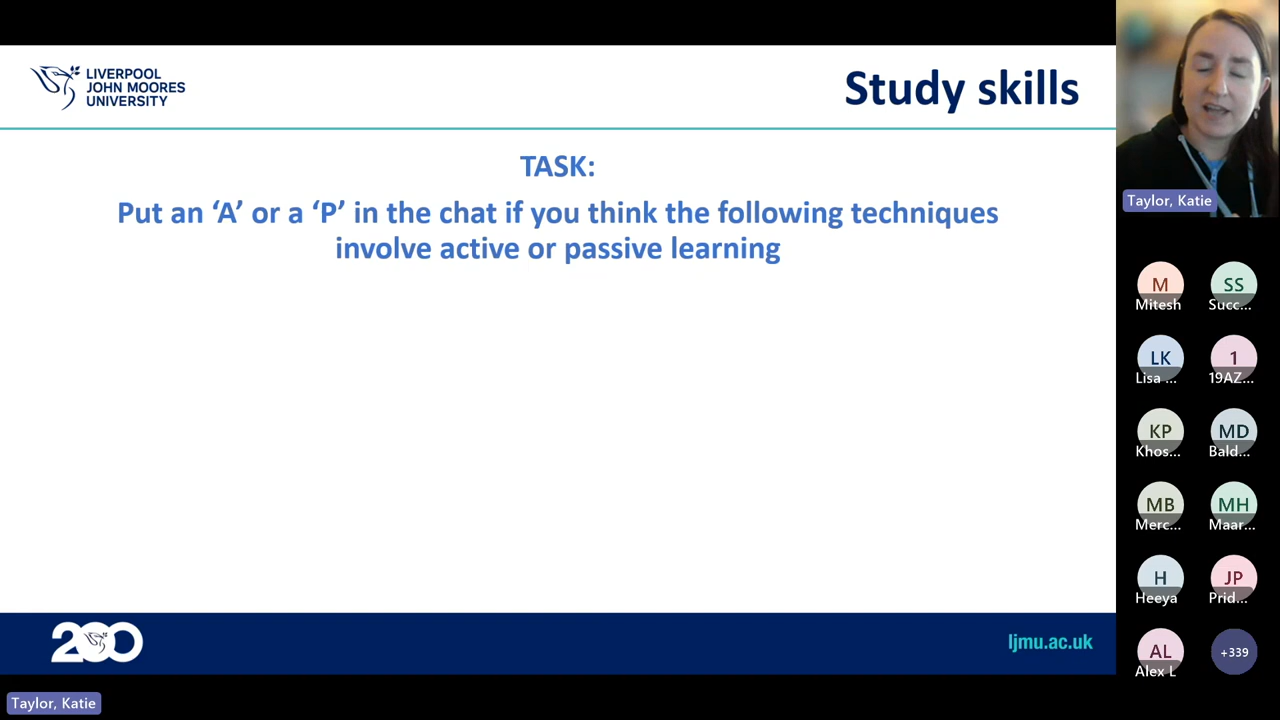 LIVERPOOL
JOHN MOORES
UNIVERSITY
Study skills
TASK:
Put an ‘A’ or a ‘P’ in the chat if you think the following techniques
involve active or passive learning
200
ljmu.ac.uk
Taylor, Katie
Taylor, Katie
M
SS
Mitesh
Succ...
LK
1
Lisa ...
19AZ...
KP
MD
Khos...
Bald...
MB
MH
Merc...
Maar...
H
JP
Heeya
Prid...
AL
+339
Alex L